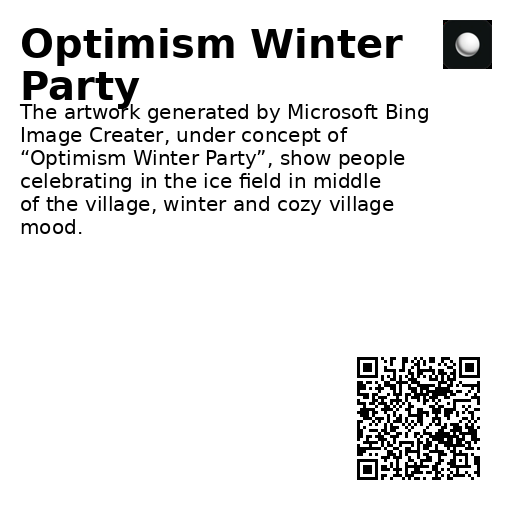 Optimism Winter
Party
The artwork generated by Microsoft Bing
Image Creater, under concept of
“Optimism Winter Party”, show people
celebrating in the ice field in middle
of the village, winter and cozy village
mood.